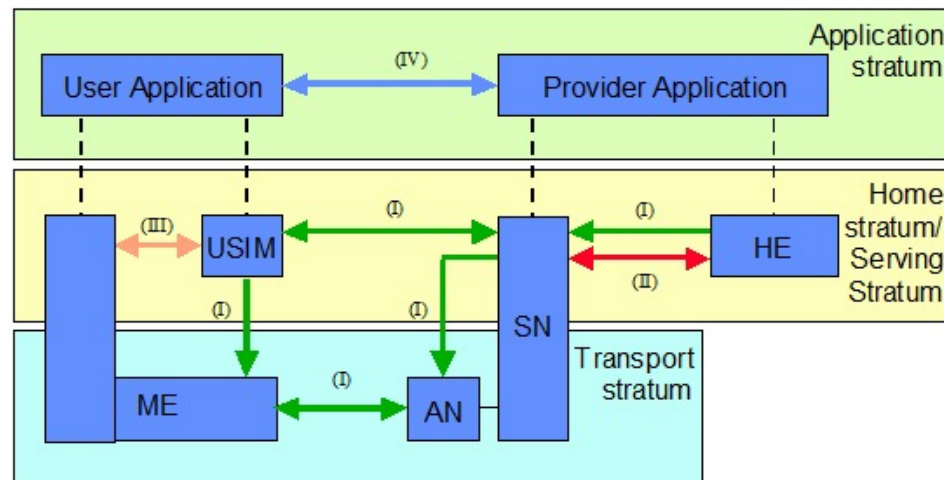 Application
stratum
(IV)
User Application
Provider Application
Home
stratum/
Serving
Stratum
(III)
USIM
(I)
(I)
HE
(II)
(I)
(I)
SN
Transport
stratum
ME
(I)
AN